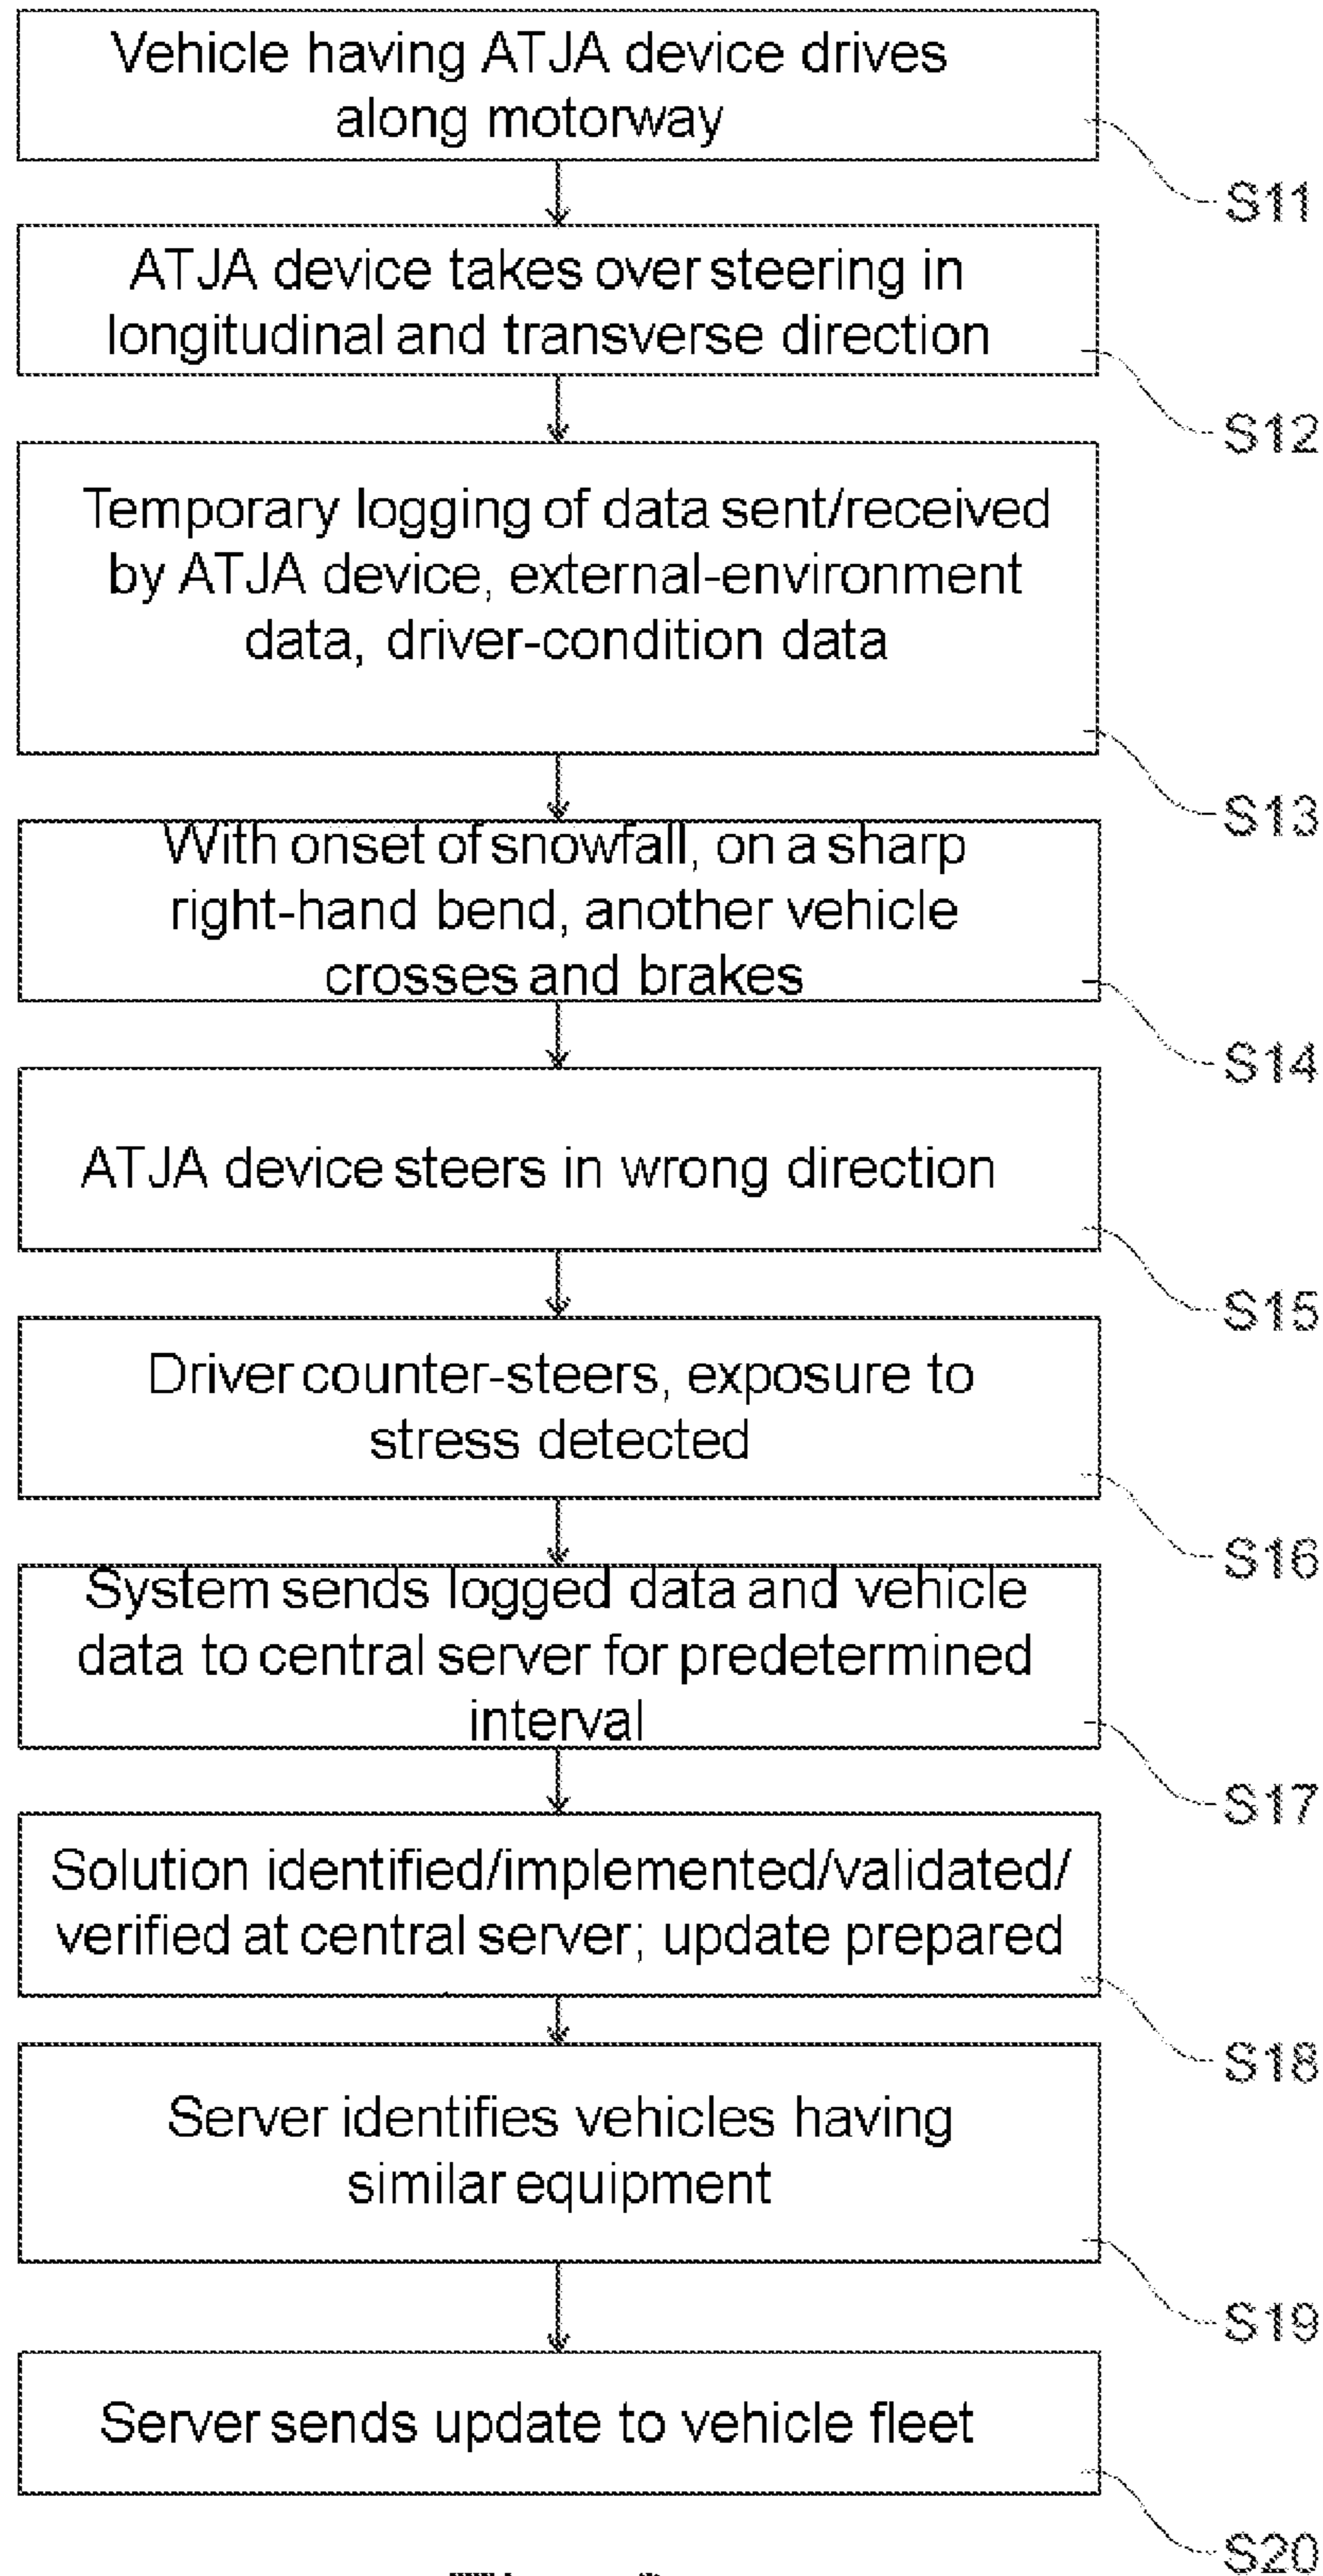 Vehicle having ATJA device drives
along motorway
S11
ATJA device takes over steering in
longitudinal and transverse direction
S12
Temporary logging of data sent/received
by ATJA device, external-environment
data, driver-condition data
S13
With onset of snowfall, on a sharp
right-hand bend, another vehicle
crosses and brakes
S14
ATJA device steers in wrong direction
S15
Driver counter-steers, exposure to
stress detected
S16
System sends logged data and vehicle
data to central server for predetermined
interval
S17
Solution identified/implemented/validated/
verified at central server; update prepared
S18
Server identifies vehicles having
similar equipment
S19
Server sends update to vehicle fleet
S20